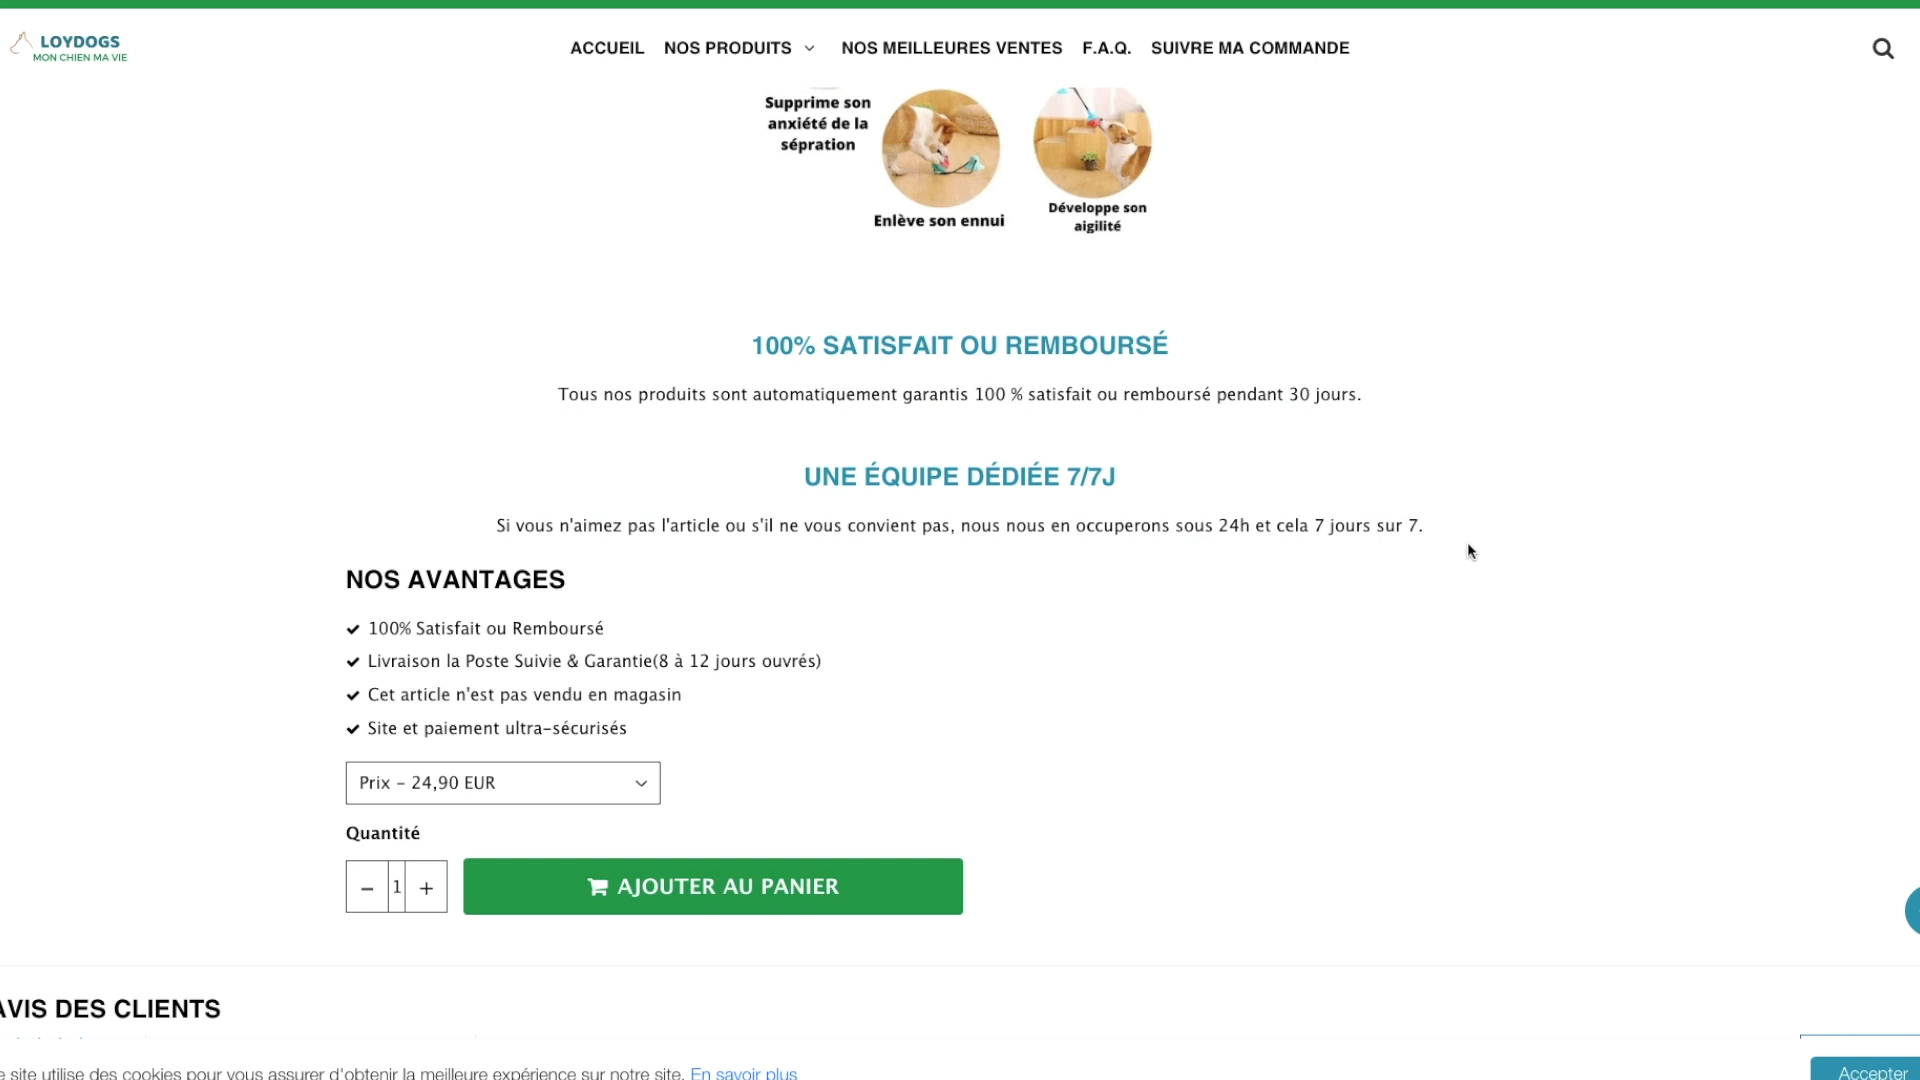 LOYDOGS
MON CHIEN MA VIE
ACCUEIL NOS PRODUITS NOS MEILLEURES VENTES F.A.Q. SUIVRE MA COMMANDE
Supprime son
anxiété de la
sépration
Enlève son ennui
Développe son
aigilité
100% SATISFAIT OU REMBOURSÉ
Tous nos produits sont automatiquement garantis 100 % satisfait ou remboursé pendant 30 jours.
UNE ÉQUIPE DÉDIÉE 7/7J
Si vous n'aimez pas l'article ou s'il ne vous convient pas, nous nous en occuperons sous 24h et cela 7 jours sur 7.
NOS AVANTAGES
✔ 100% Satisfait ou Remboursé
✔ Livraison la Poste Suivie & Garantie(8 à 12 jours ouvrés)
✔ Cet article n'est pas vendu en magasin
✔ Site et paiement ultra-sécurisés
Prix - 24,90 EUR
Quantité
− 1 +
AJOUTER AU PANIER
AVIS DES CLIENTS
e site utilise des cookies pour vous assurer d'obtenir la meilleure expérience sur notre site. En savoir plus
Accepter